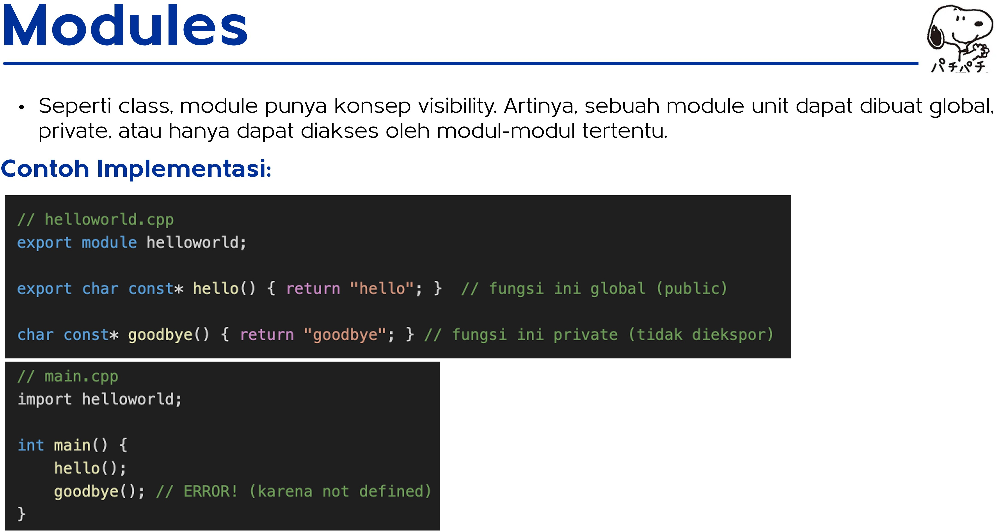 Modules
パチパチ
• Seperti class, module punya konsep visibility. Artinya, sebuah module unit dapat dibuat global,
private, atau hanya dapat diakses oleh modul-modul tertentu.
Contoh Implementasi:
// helloworld.cpp
export module helloworld;
export char const* hello() { return "hello"; }  // fungsi ini global (public)
char const* goodbye() { return "goodbye"; } // fungsi ini private (tidak diekspor)
// main.cpp
import helloworld;
int main() {
    hello();
    goodbye(); // ERROR! (karena not defined)
}